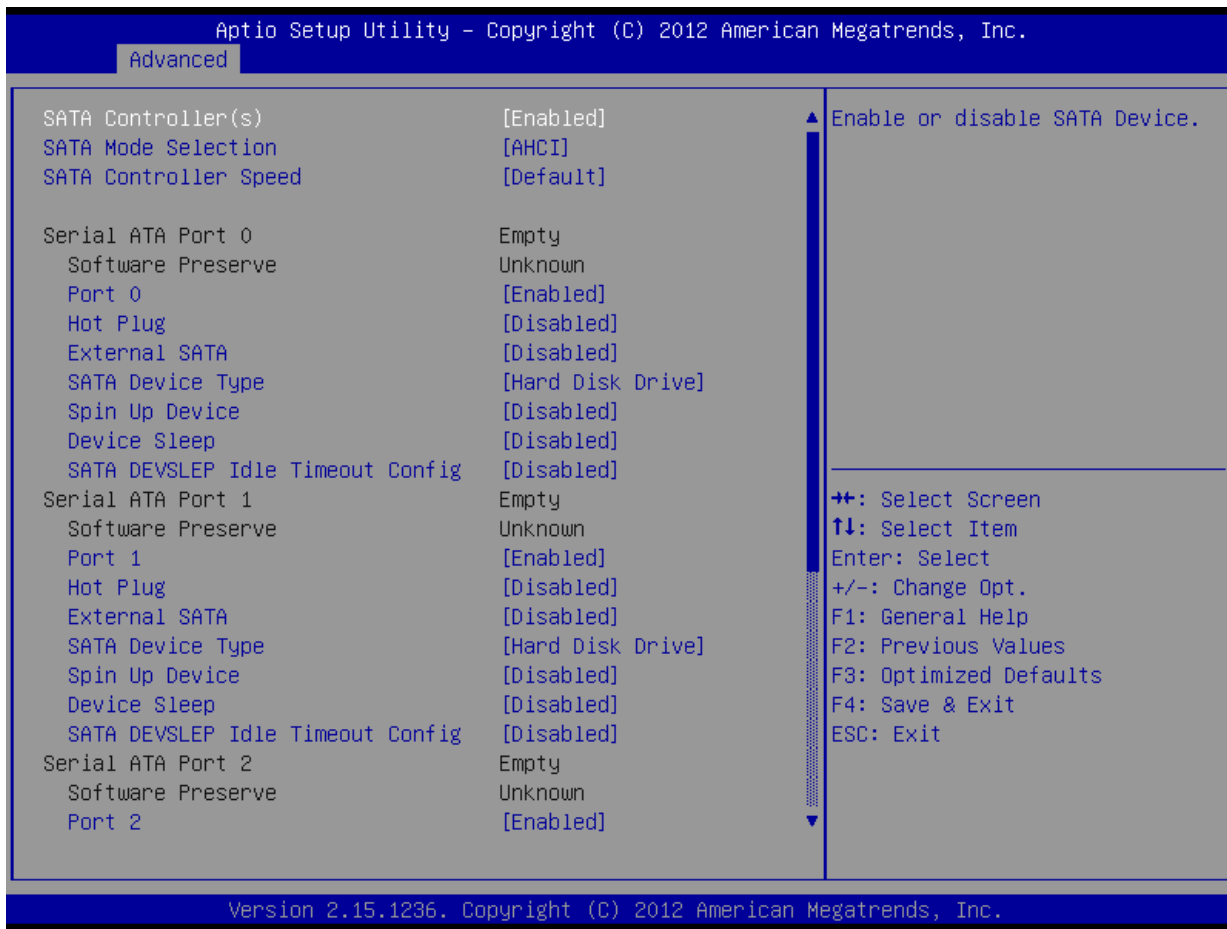 Aptio Setup Utility – Copyright (C) 2012 American Megatrends, Inc.
Advanced
SATA Controller(s) [Enabled]
SATA Mode Selection [AHCI]
SATA Controller Speed [Default]
Serial ATA Port 0 Empty
Software Preserve Unknown
Port 0 [Enabled]
Hot Plug [Disabled]
External SATA [Disabled]
SATA Device Type [Hard Disk Drive]
Spin Up Device [Disabled]
Device Sleep [Disabled]
SATA DEVSLEP Idle Timeout Config [Disabled]
Serial ATA Port 1 Empty
Software Preserve Unknown
Port 1 [Enabled]
Hot Plug [Disabled]
External SATA [Disabled]
SATA Device Type [Hard Disk Drive]
Spin Up Device [Disabled]
Device Sleep [Disabled]
SATA DEVSLEP Idle Timeout Config [Disabled]
Serial ATA Port 2 Empty
Software Preserve Unknown
Port 2 [Enabled]
Enable or disable SATA Device.
→←: Select Screen
↑↓: Select Item
Enter: Select
+/-: Change Opt.
F1: General Help
F2: Previous Values
F3: Optimized Defaults
F4: Save & Exit
ESC: Exit
Version 2.15.1236. Copyright (C) 2012 American Megatrends, Inc.